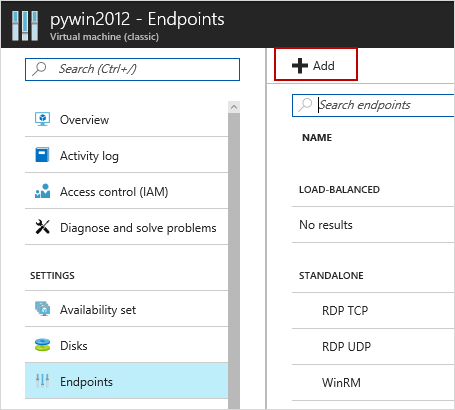 pywin2012 - Endpoints
Virtual machine (classic)
Search (Ctrl+/)
Overview
Activity log
Access control (IAM)
Diagnose and solve problems
SETTINGS
Availability set
Disks
Endpoints
Add
Search endpoints
NAME
LOAD-BALANCED
No results
STANDALONE
RDP TCP
RDP UDP
WinRM